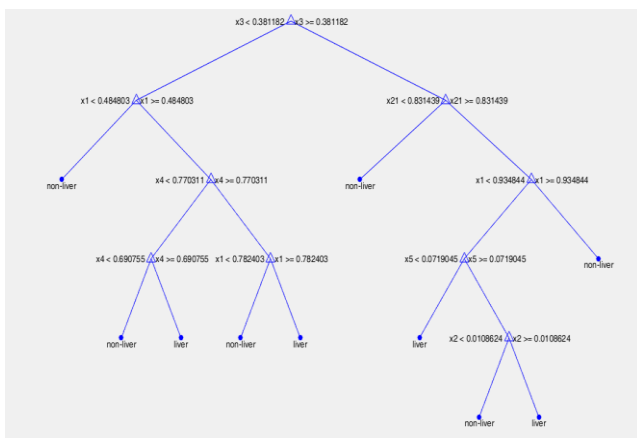 x3 < 0.381182 x3 >= 0.381182
x1 < 0.484803 x1 >= 0.484803 x21 < 0.831439 x21 >= 0.831439
non-liver x4 < 0.770311 x4 >= 0.770311 non-liver x1 < 0.934844 x1 >= 0.934844
x4 < 0.690755 x4 >= 0.690755 x1 < 0.782403 x1 >= 0.782403 x5 < 0.0719045 x5 >= 0.0719045 non-liver
non-liver liver non-liver liver liver x2 < 0.0108624 x2 >= 0.0108624
non-liver liver